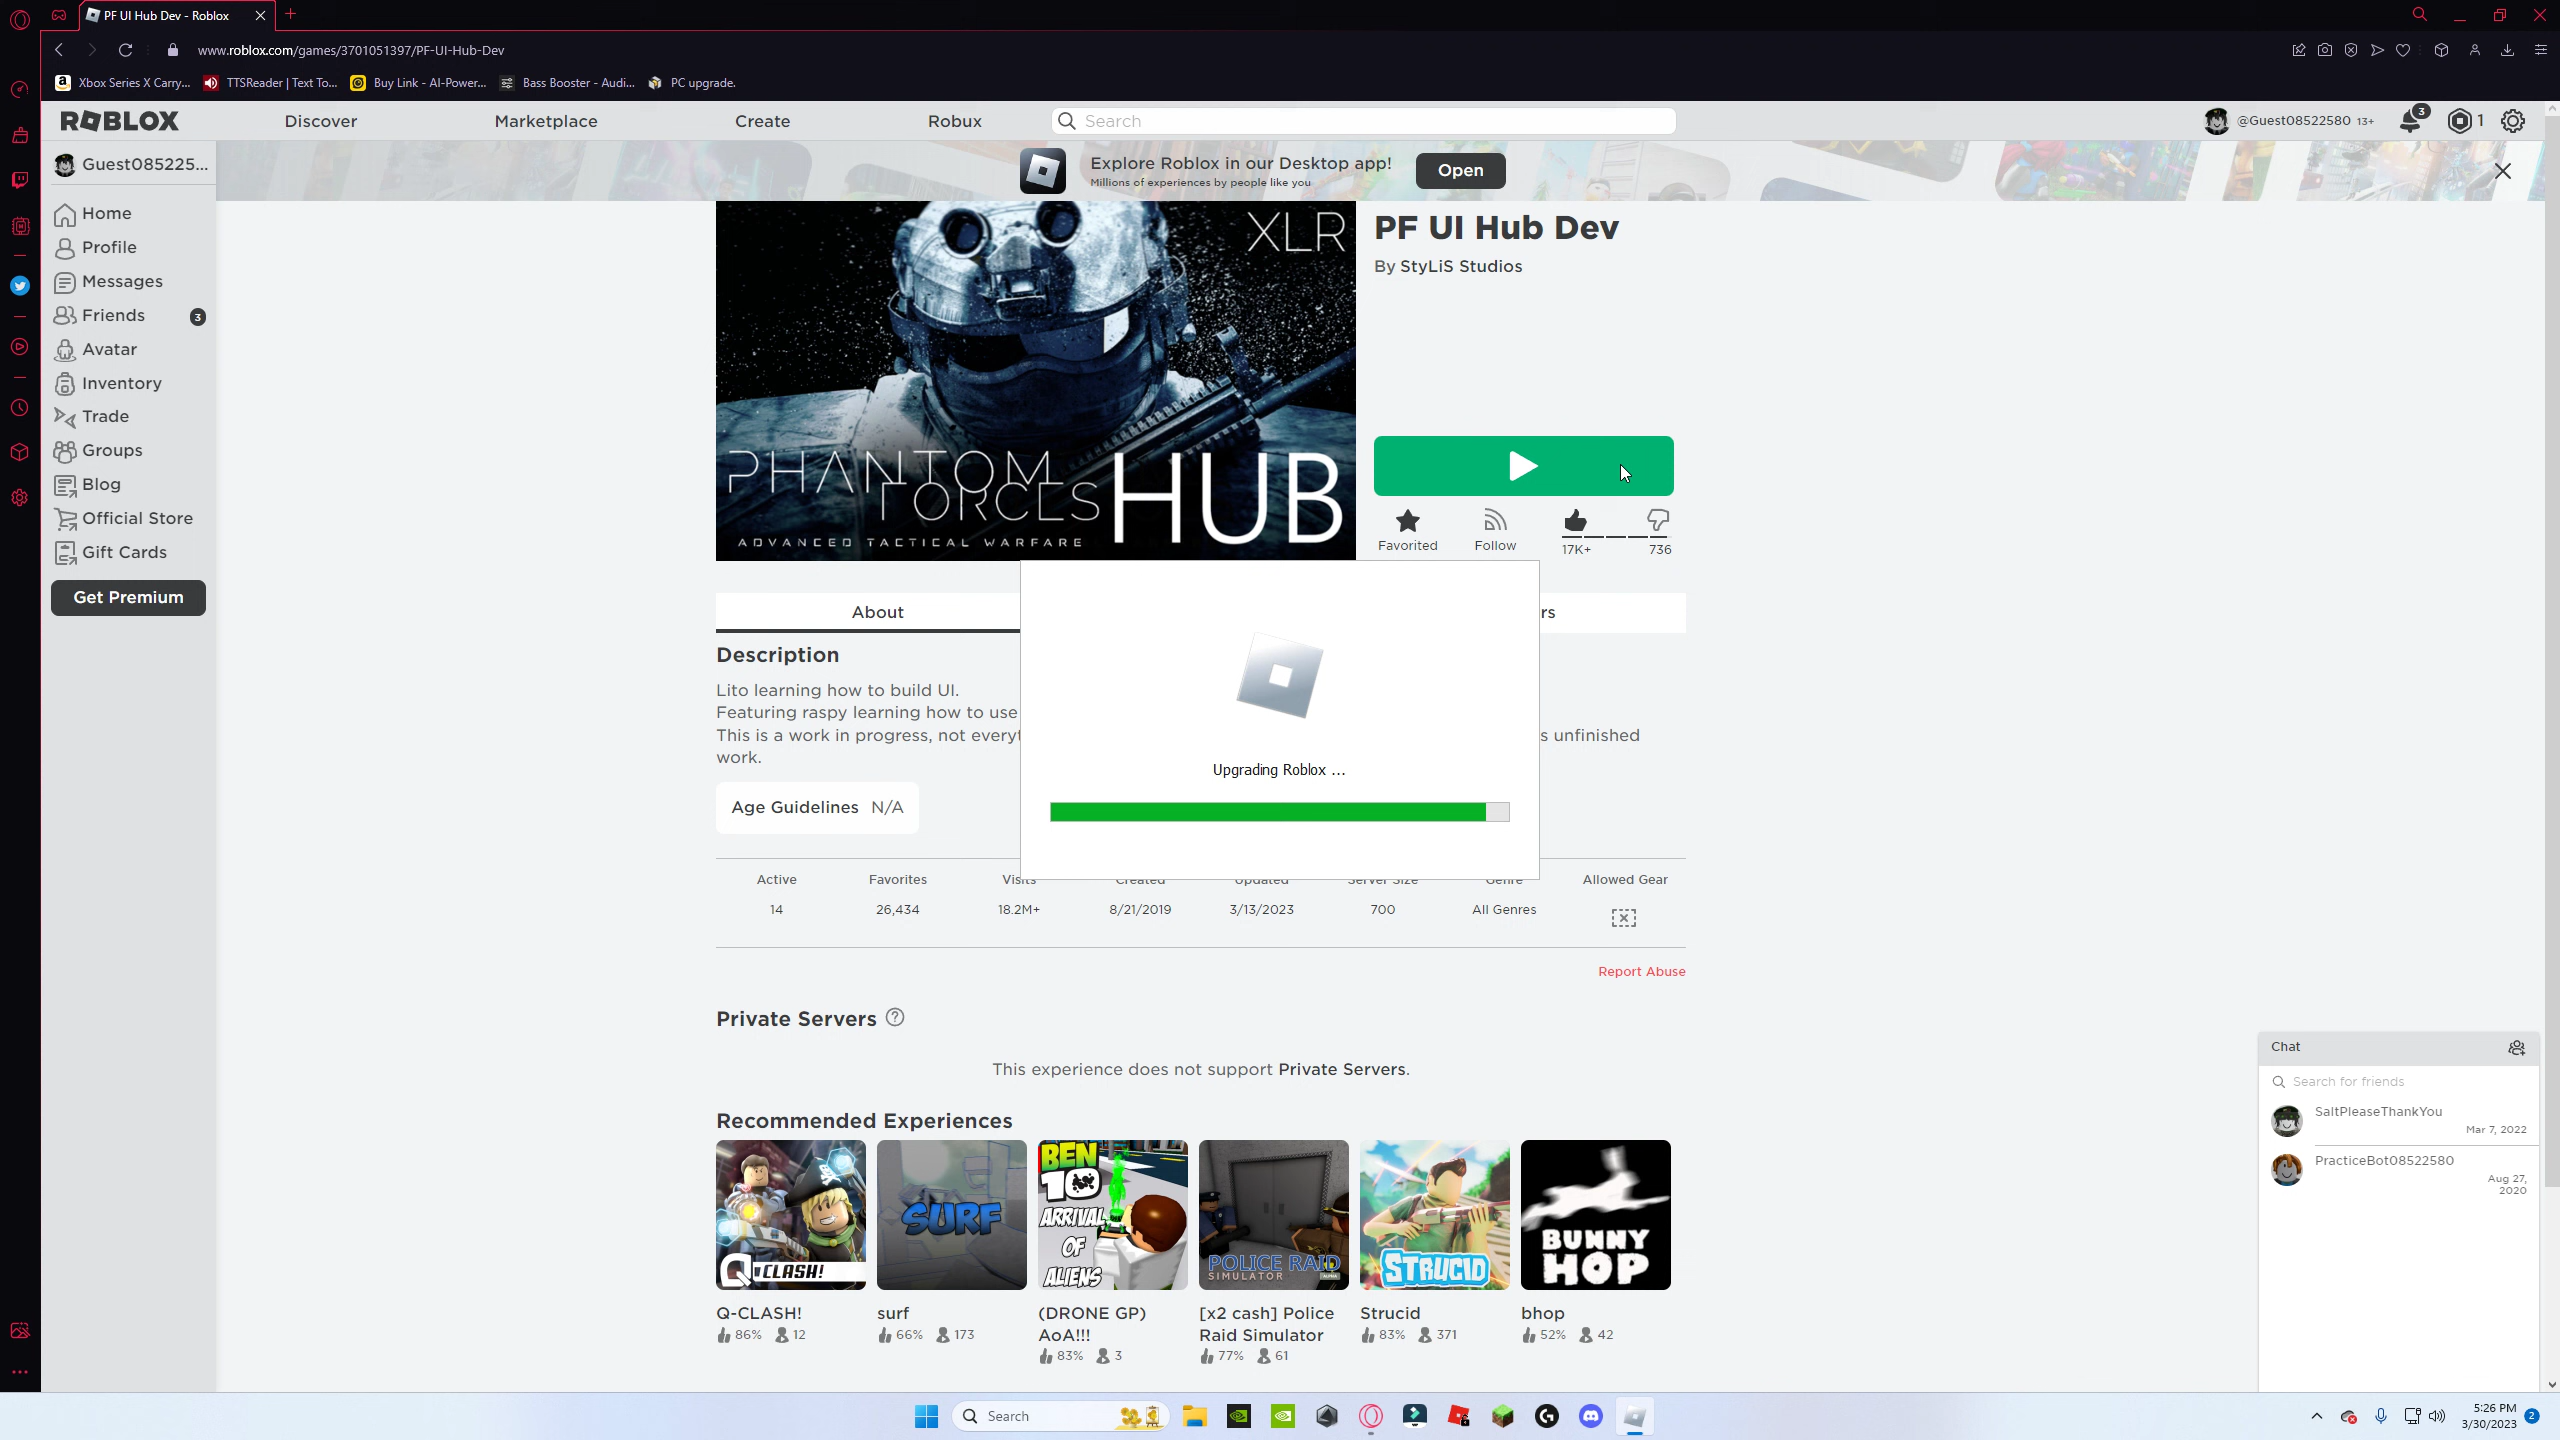 PF UI Hub Dev - Roblox
www.roblox.com/games/3701051397/PF-UI-Hub-Dev
Xbox Series X Carry... TTSReader | Text To... Buy Link - AI-Power... Bass Booster - Audi... PC upgrade.
ROBLOX Discover Marketplace Create Robux Search @Guest08522580 13+ 3 1
Guest085225...
Explore Roblox in our Desktop app!
Millions of experiences by people like you
Open
Home
Profile
Messages
Friends 3
Avatar
Inventory
Trade
Groups
Blog
Official Store
Gift Cards
Get Premium
XLR
PHANTOM
FORCES
HUB
ADVANCED TACTICAL WARFARE
PF UI Hub Dev
By StyLiS Studios
Favorited Follow 17K+ 736
About rs
Description
Lito learning how to build UI.
Featuring raspy learning how to use
This is a work in progress, not everyt s unfinished
work.
Upgrading Roblox ...
Age Guidelines N/A
Active Favorites Visits Created Updated Server Size Genre Allowed Gear
14 26,434 18.2M+ 8/21/2019 3/13/2023 700 All Genres
Report Abuse
Private Servers
This experience does not support Private Servers.
Recommended Experiences
BEN
10
ARRIVAL
OF
ALIENS
Q-CLASH!
SURF
POLICE RAID
SIMULATOR
STRUCID
BUNNY
HOP
Q-CLASH!
86% 12
surf
66% 173
(DRONE GP)
AoA!!!
83% 3
[x2 cash] Police
Raid Simulator
77% 61
Strucid
83% 371
bhop
52% 42
Chat
Search for friends
SaltPleaseThankYou
Mar 7, 2022
PracticeBot08522580
Aug 27,
2020
Search
5:26 PM
3/30/2023
2